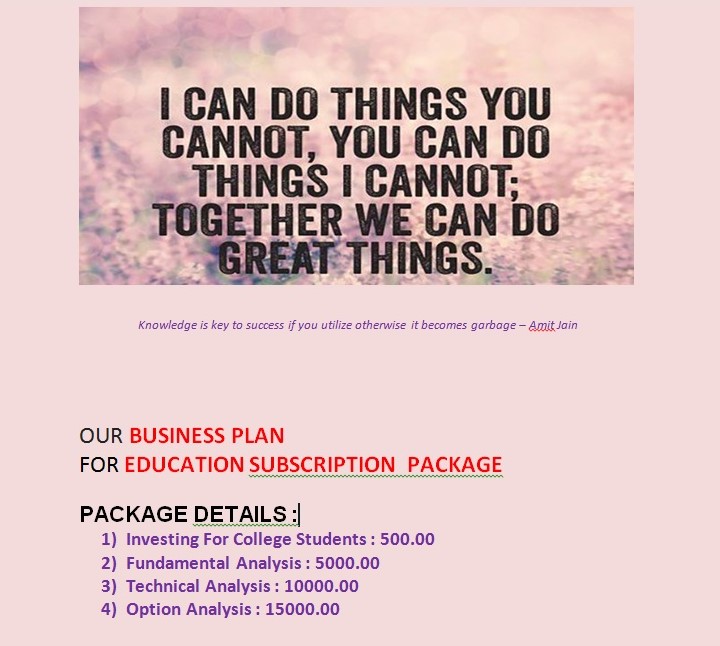 I CAN DO THINGS YOU
CANNOT, YOU CAN DO
THINGS I CANNOT;
TOGETHER WE CAN DO
GREAT THINGS.
Knowledge is key to success if you utilize otherwise it becomes garbage – Amit Jain
OUR BUSINESS PLAN
FOR EDUCATION SUBSCRIPTION PACKAGE
PACKAGE DETAILS :
1) Investing For College Students : 500.00
2) Fundamental Analysis : 5000.00
3) Technical Analysis : 10000.00
4) Option Analysis : 15000.00